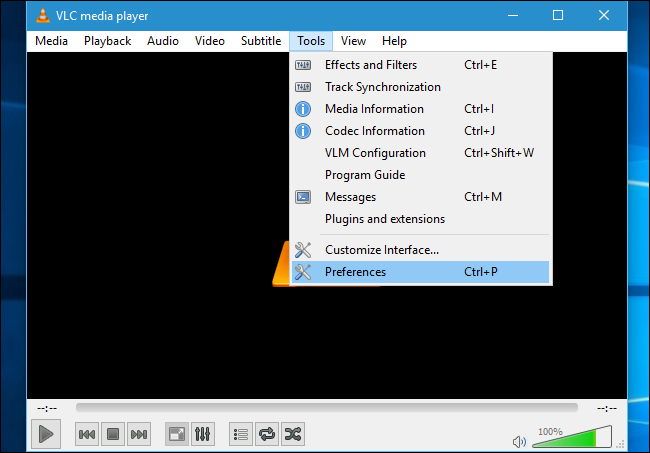 VLC media player
Media Playback Audio Video Subtitle Tools View Help
Effects and Filters Ctrl+E
Track Synchronization
Media Information Ctrl+I
Codec Information Ctrl+J
VLM Configuration Ctrl+Shift+W
Program Guide
Messages Ctrl+M
Plugins and extensions
Customize Interface...
Preferences Ctrl+P
--:-- --:--
100%